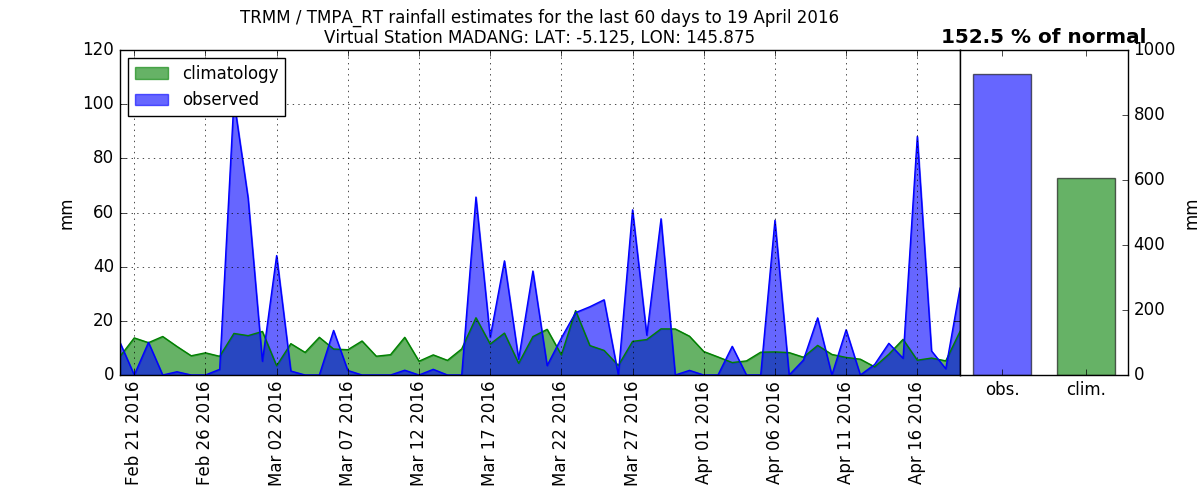 TRMM / TMPA_RT rainfall estimates for the last 60 days to 19 April 2016
Virtual Station MADANG: LAT: -5.125, LON: 145.875
152.5 % of normal
climatology
observed
mm
120
100
80
60
40
20
0
Feb 21 2016
Feb 26 2016
Mar 02 2016
Mar 07 2016
Mar 12 2016
Mar 17 2016
Mar 22 2016
Mar 27 2016
Apr 01 2016
Apr 06 2016
Apr 11 2016
Apr 16 2016
obs.
clim.
1000
800
600
400
200
0
mm